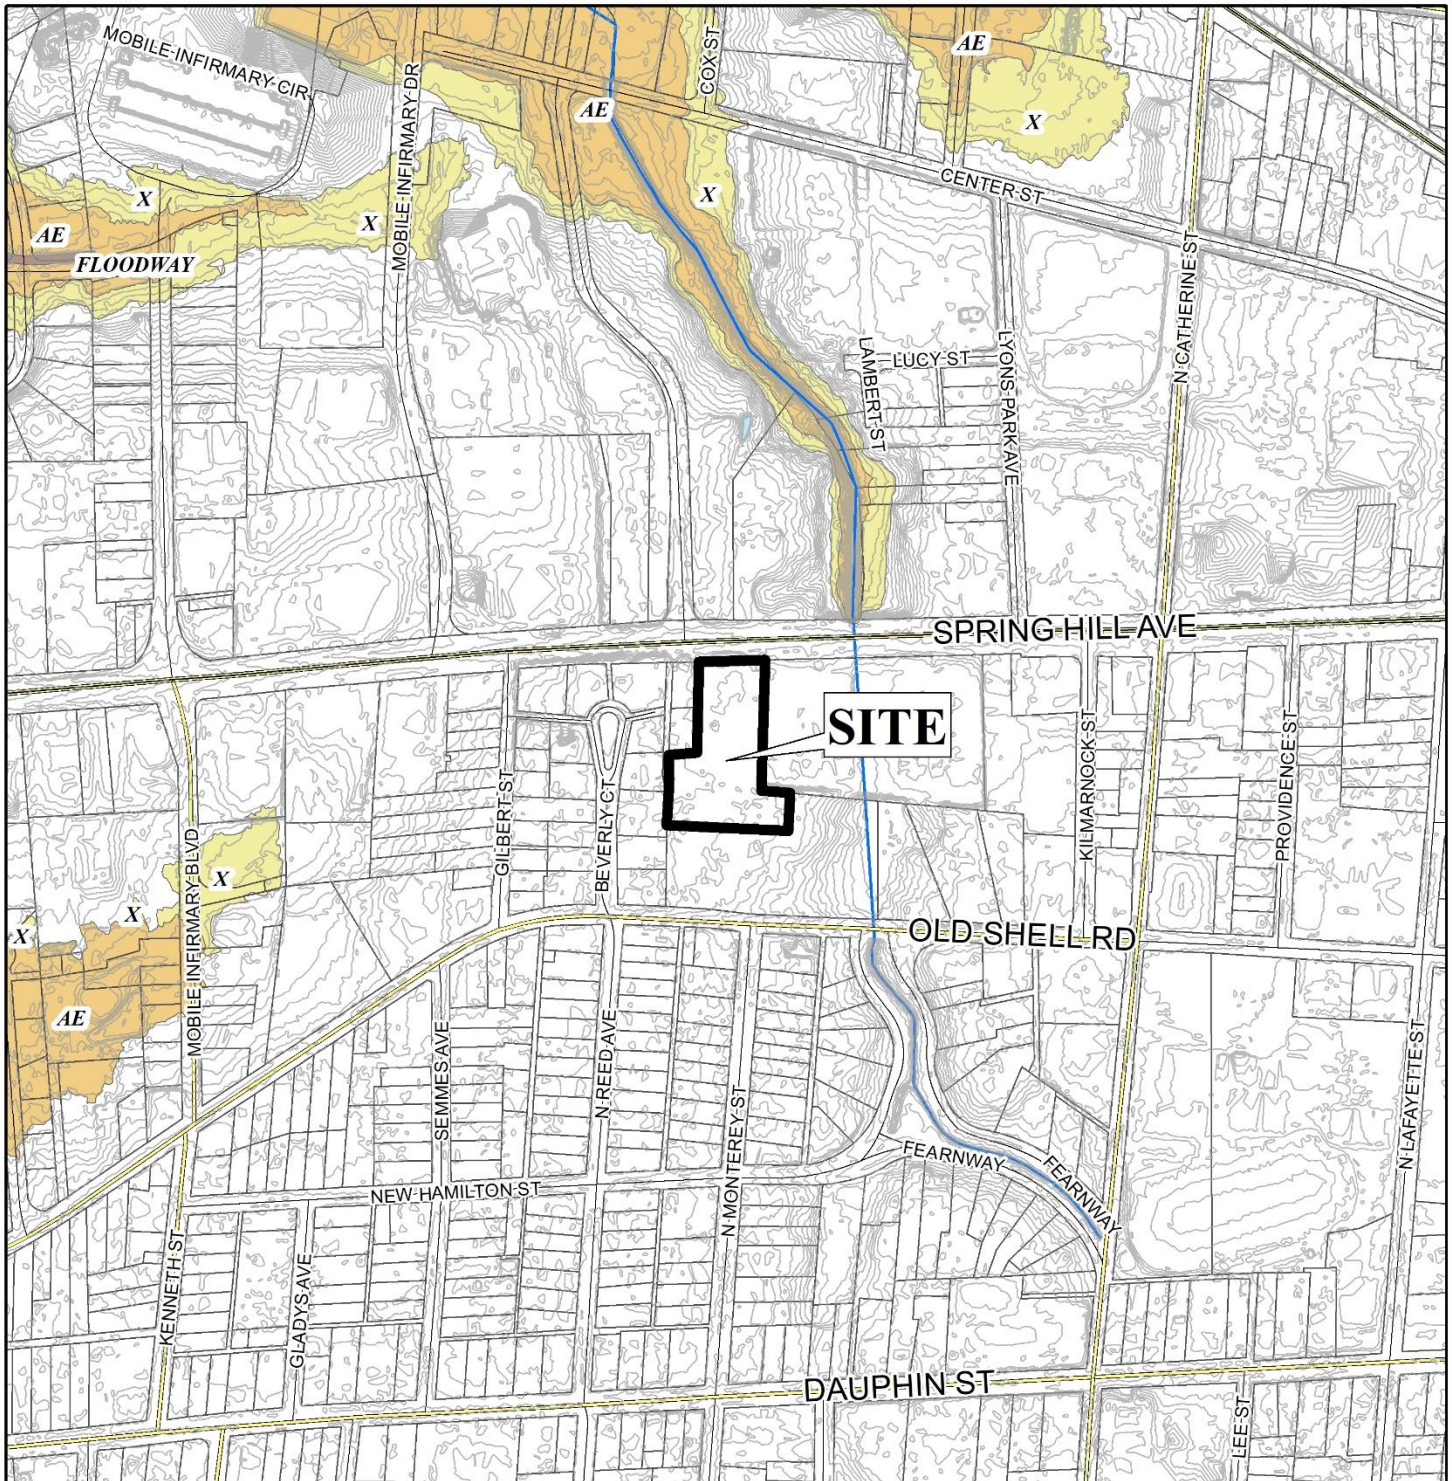 MOBILE INFIRMARY CIR
MOBILE INFIRMARY DR
COX ST
AE
AE
X
CENTER ST
X
X
X
AE
FLOODWAY
N CATHERINE ST
LAMBERT ST
LUCY ST
LYONS PARK AVE
SPRING HILL AVE
SITE
KILMARNOCK ST
PROVIDENCE ST
GILBERT ST
BEVERLY CT
MOBILE INFIRMARY BLVD
X
X
X
AE
OLD SHELL RD
SEMMES AVE
N REED AVE
N MONTEREY ST
N LAFAYETTE ST
FEARNWAY
FEARNWAY
NEW HAMILTON ST
KENNETH ST
GLADYS AVE
DAUPHIN ST
LEE ST